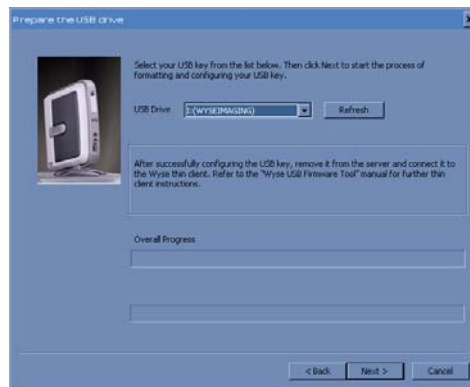 Prepare the USB drive
Select your USB key from the list below. Then click Next to start the process of
formatting and configuring your USB key.
USB Drive
I:(WYSEIMAGING)
Refresh
After successfully configuring the USB key, remove it from the server and connect it to
the Wyse thin client. Refer to the "Wyse USB Firmware Tool" manual for further thin
client instructions.
Overall Progress
< Back
Next >
Cancel